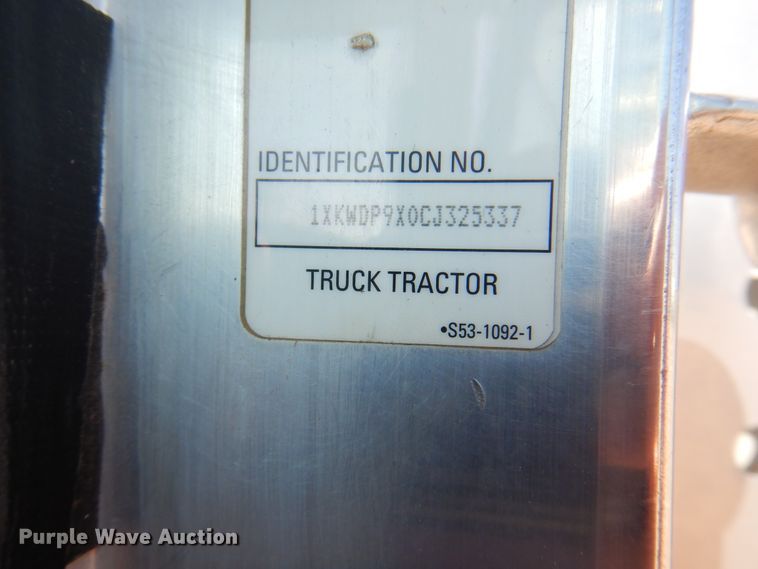 IDENTIFICATION NO.
1XKWDP9X0CJ325337
TRUCK TRACTOR
•S53-1092-1
Purple Wave Auction